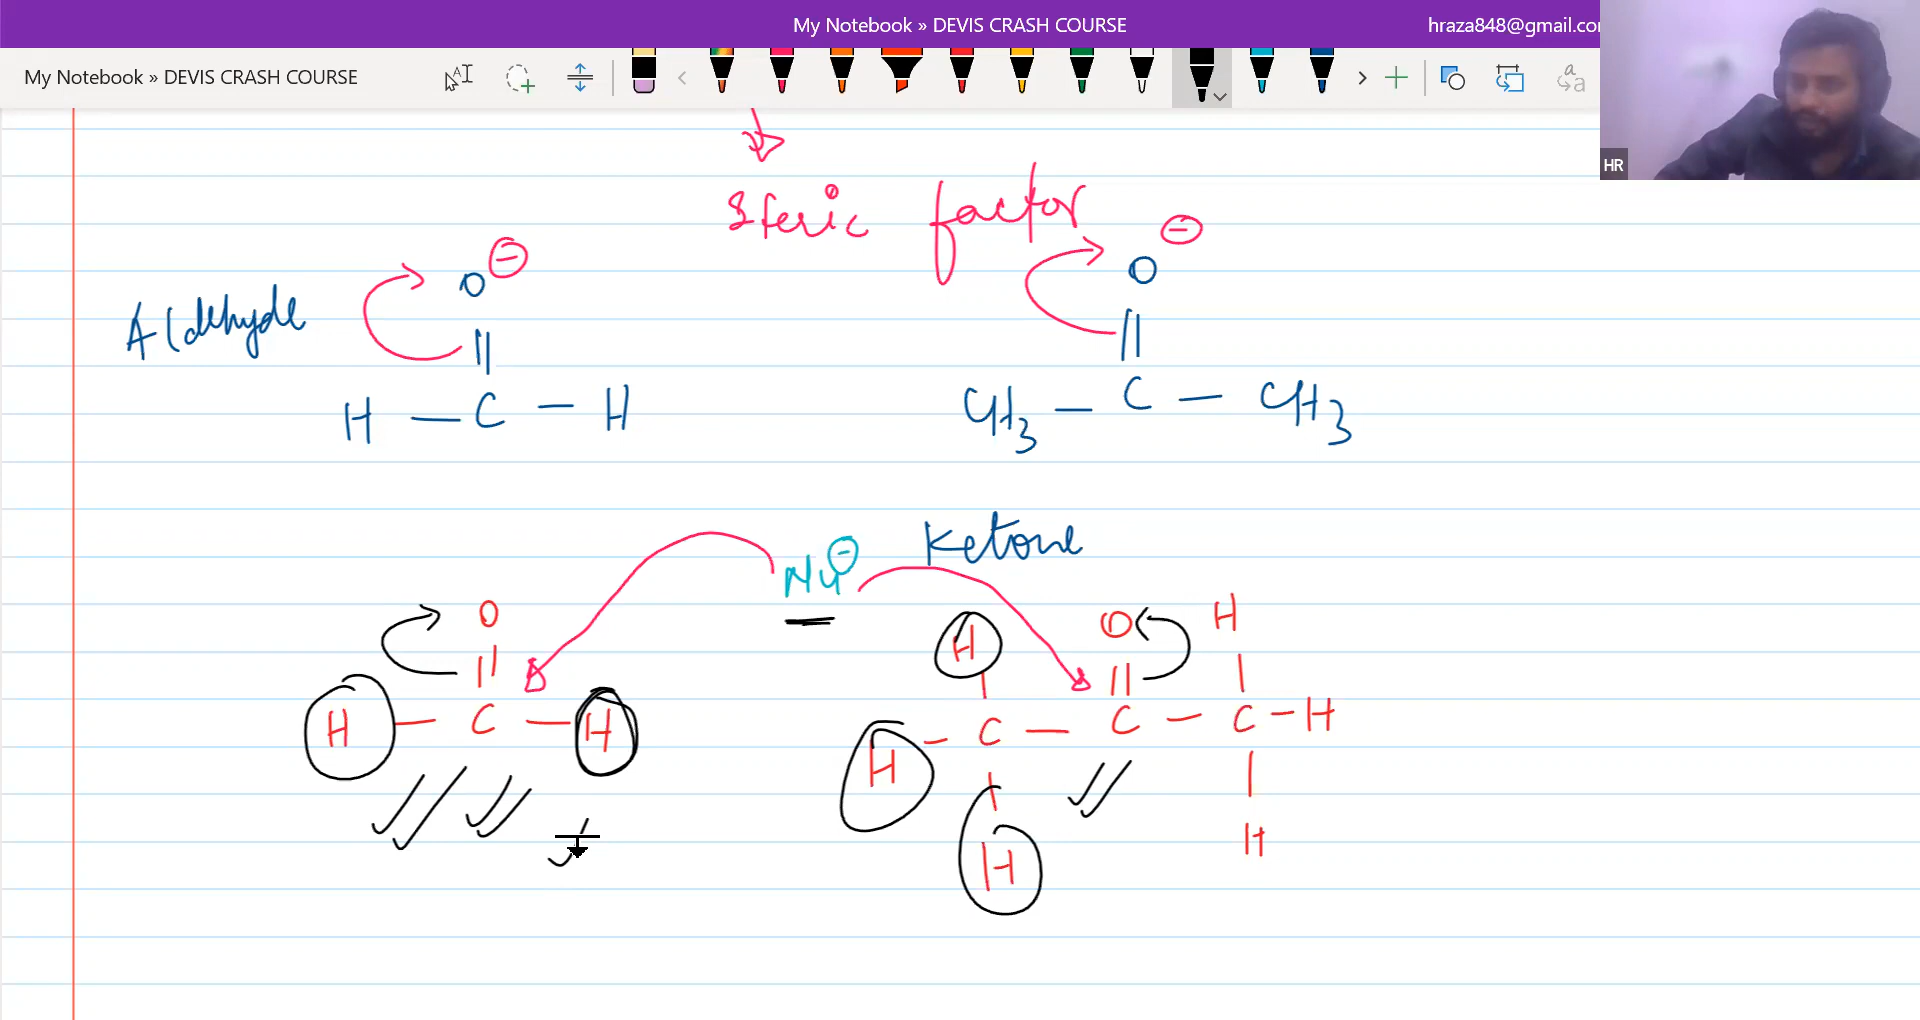 My Notebook » DEVIS CRASH COURSE
hraza848@gmail.co
My Notebook » DEVIS CRASH COURSE
HR
Steric factor
O ⊖ O ⊖
Aldehyde
|| ||
H — C — H CH3 — C — CH3
Ketone
Nu⊖
O H O H
|| | || |
H — C — H H - C — C — C - H
| |
H H